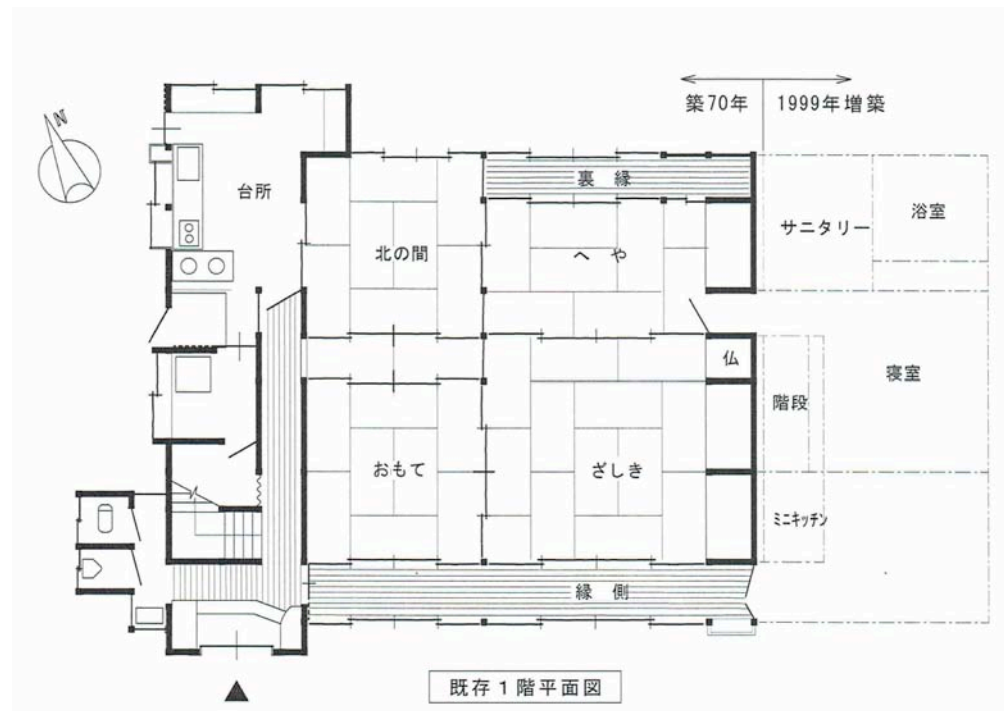 築70年
1999年増築
N
裏 縁
台所
サニタリー
浴室
北の間
へ や
仏
寝室
階段
おもて
ざしき
ミニキッチン
縁 側
既存1階平面図